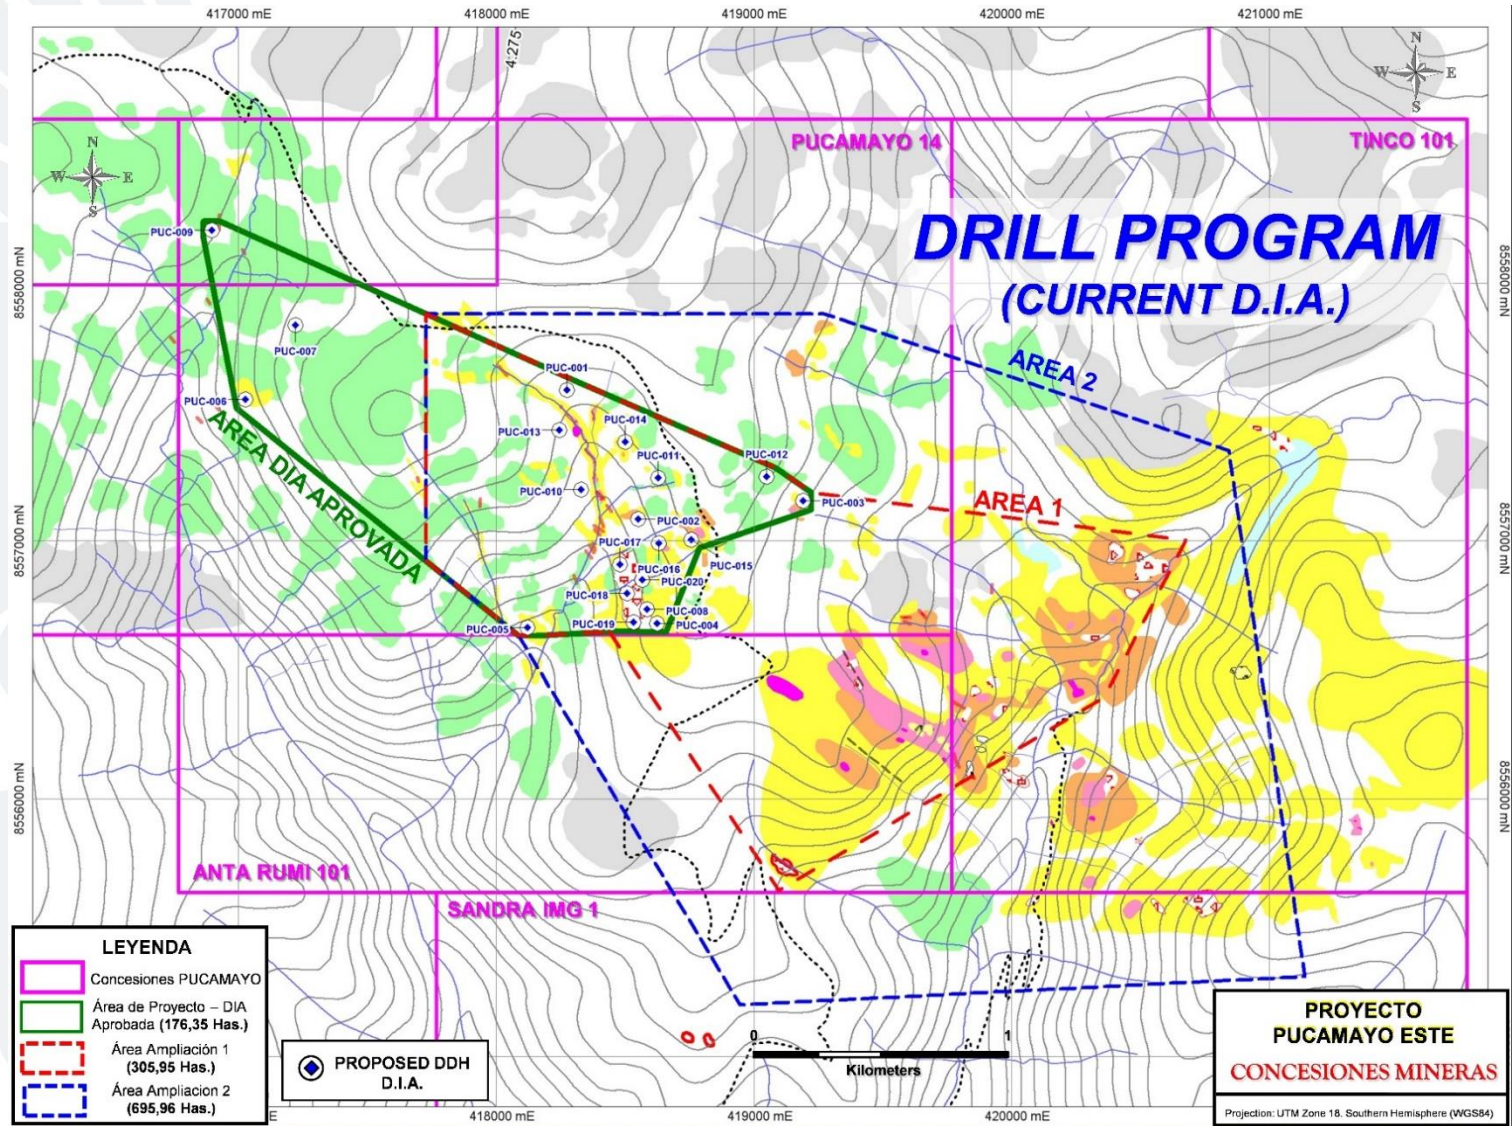 417000 mE
418000 mE
419000 mE
420000 mE
421000 mE
4.275
N
W
E
S
N
W
E
S
PUCAMAYO 14
TINCO 101
DRILL PROGRAM
(CURRENT D.I.A.)
8558000 mN
8558000 mN
PUC-009
PUC-007
PUC-006
PUC-001
PUC-014
PUC-013
PUC-011
PUC-012
PUC-010
PUC-003
PUC-002
PUC-017
PUC-015
PUC-016
PUC-020
PUC-018
PUC-008
PUC-019
PUC-004
PUC-005
AREA 2
AREA 1
AREA DIA APROVADA
8557000 mN
8557000 mN
8556000 mN
8556000 mN
ANTA RUMI 101
SANDRA IMG 1
LEYENDA
Concesiones PUCAMAYO
Área de Proyecto – DIA
Aprobada (176,35 Has.)
Área Ampliación 1
(305,95 Has.)
Área Ampliacion 2
(695,96 Has.)
PROPOSED DDH
D.I.A.
0
1
Kilometers
PROYECTO
PUCAMAYO ESTE
CONCESIONES MINERAS
Projection: UTM Zone 18. Southern Hemisphere (WGS84)
E
418000 mE
419000 mE
420000 mE